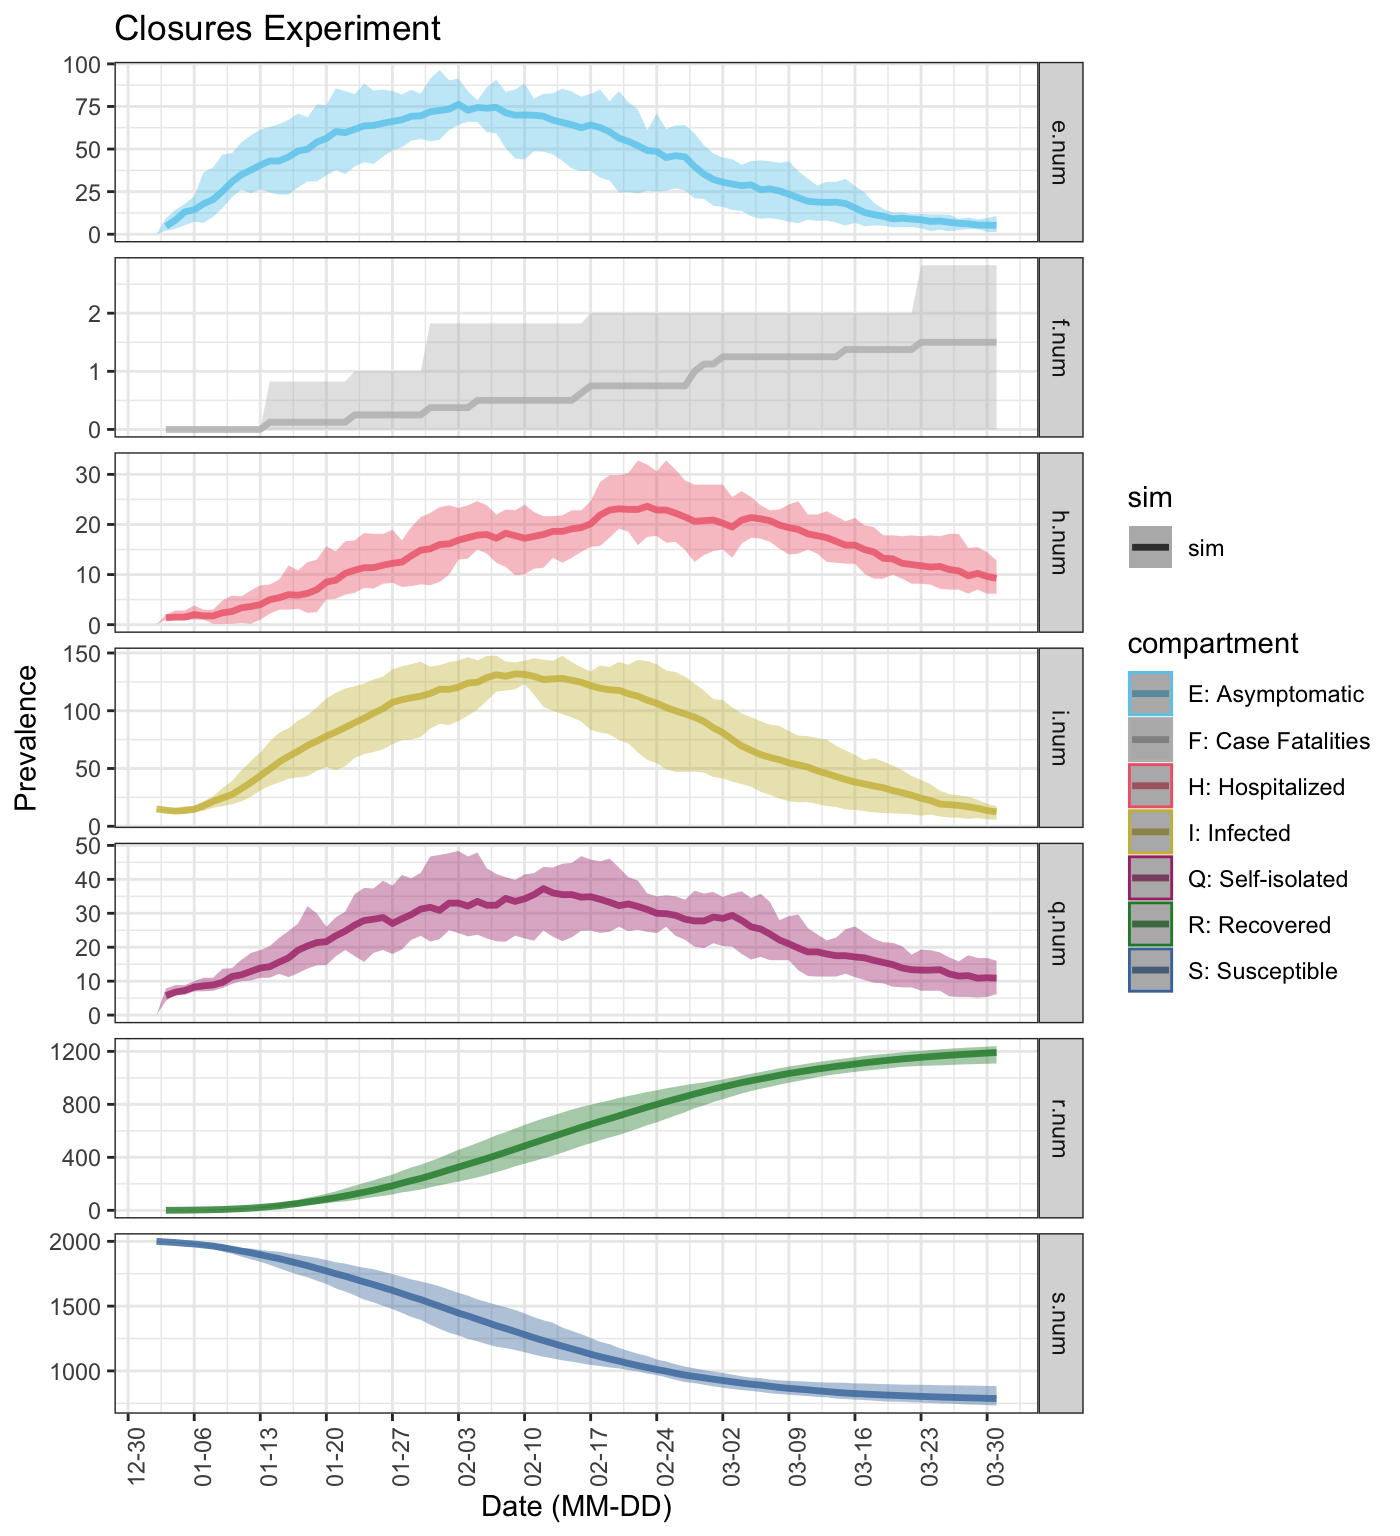 Closures Experiment
100
75
50
25
0
e.num
2
1
0
f.num
30
20
10
0
h.num
150
100
50
0
i.num
50
40
30
20
10
0
q.num
1200
800
400
0
r.num
2000
1500
1000
s.num
Prevalence
12-30
01-06
01-13
01-20
01-27
02-03
02-10
02-17
02-24
03-02
03-09
03-16
03-23
03-30
Date (MM-DD)
sim
sim
compartment
E: Asymptomatic
F: Case Fatalities
H: Hospitalized
I: Infected
Q: Self-isolated
R: Recovered
S: Susceptible